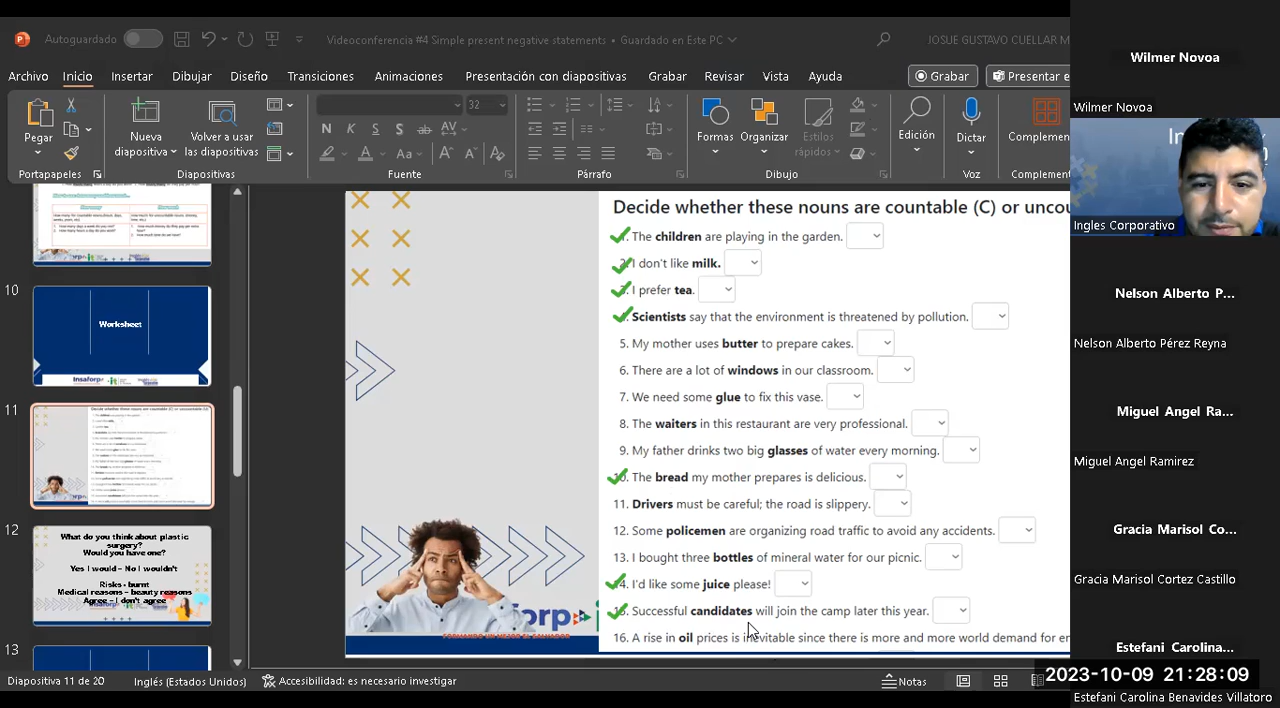 Autoguardado
Videoconferencia #4 Simple present negative statements • Guardado en Este PC
JOSUE GUSTAVO CUELLAR M
Archivo Inicio Insertar Dibujar Diseño Transiciones Animaciones Presentación con diapositivas Grabar Revisar Vista Ayuda
Grabar
Presentar e
32
Pegar
Nueva diapositiva
Volver a usar las diapositivas
Formas
Organizar
Estilos rápidos
Edición
Dictar
Complemen
Portapapeles
Diapositivas
Fuente
Párrafo
Dibujo
Voz
Complement
10
Worksheet
11
12
What do you think about plastic surgery?
Would you have one?
Yes I would - No I wouldn't
Risks - burnt
Medical reasons - beauty reasons
Agree - I don't agree
13
Decide whether these nouns are countable (C) or uncou
The children are playing in the garden.
I don't like milk.
I prefer tea.
Scientists say that the environment is threatened by pollution.
5. My mother uses butter to prepare cakes.
6. There are a lot of windows in our classroom.
7. We need some glue to fix this vase.
8. The waiters in this restaurant are very professional.
9. My father drinks two big glasses of water every morning.
The bread my mother prepares is delicious.
11. Drivers must be careful; the road is slippery.
12. Some policemen are organizing road traffic to avoid any accidents.
13. I bought three bottles of mineral water for our picnic.
I'd like some juice please!
Successful candidates will join the camp later this year.
16. A rise in oil prices is inevitable since there is more and more world demand for en
Diapositiva 11 de 20
Inglés (Estados Unidos)
Accesibilidad: es necesario investigar
Notas
Wilmer Novoa
Wilmer Novoa
Ingles Corporativo
Nelson Alberto P...
Nelson Alberto Pérez Reyna
Miguel Angel Ra...
Miguel Angel Ramirez
Gracia Marisol Co...
Gracia Marisol Cortez Castillo
Estefani Carolina...
2023-10-09 21:28:09
Estefani Carolina Benavides Villatoro